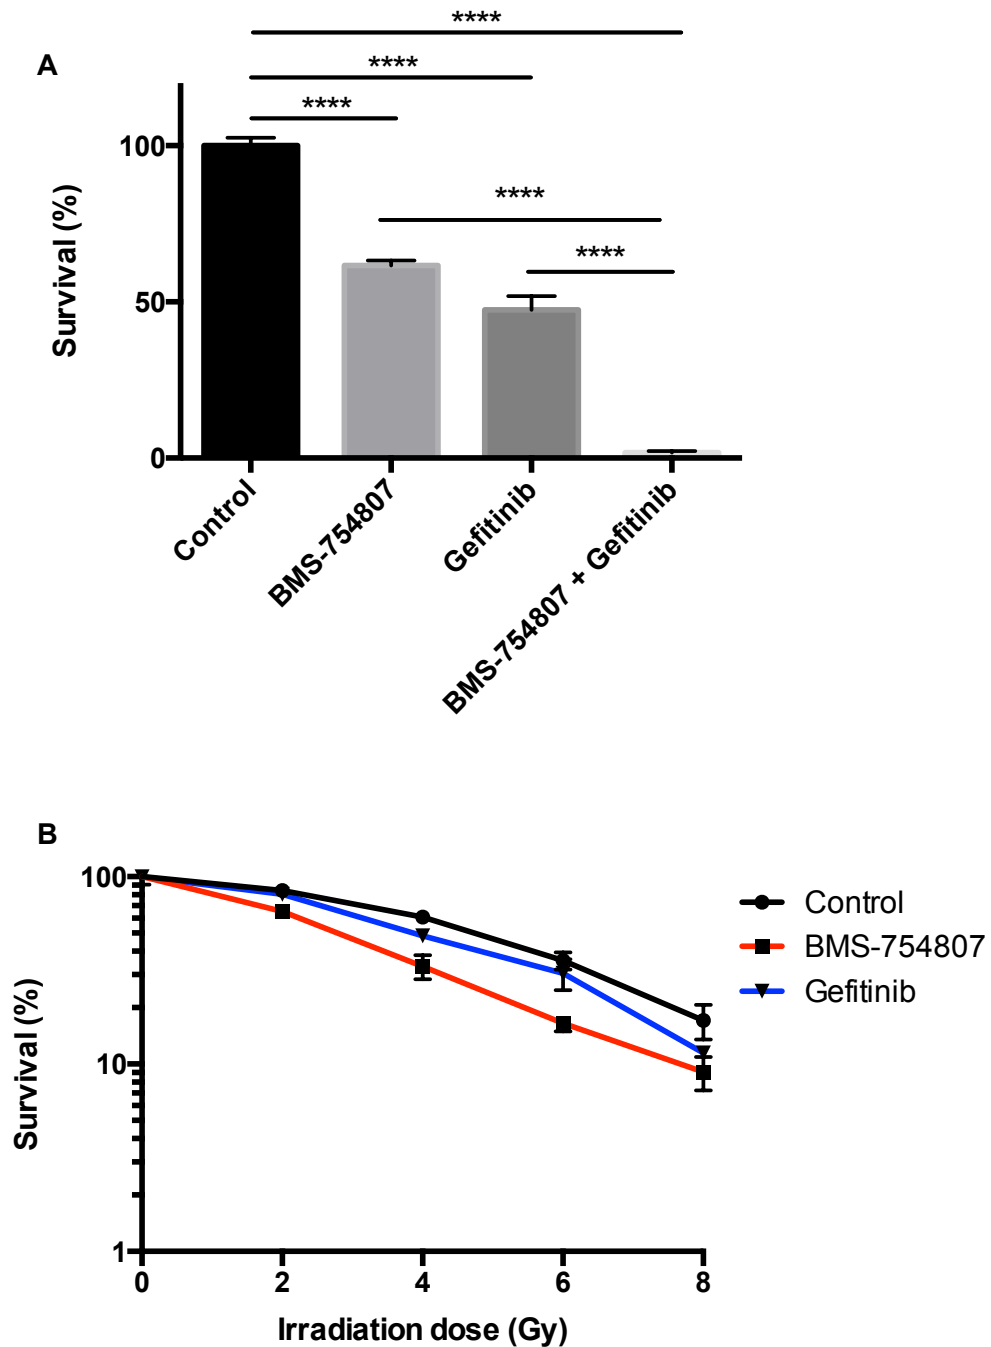 ****
A
****
****
100
****
****
50
0
Survival (%)
Control
BMS-754807
Gefitinib
BMS-754807 + Gefitinib
B
100
10
1
Survival (%)
0 2 4 6 8
Irradiation dose (Gy)
Control
BMS-754807
Gefitinib